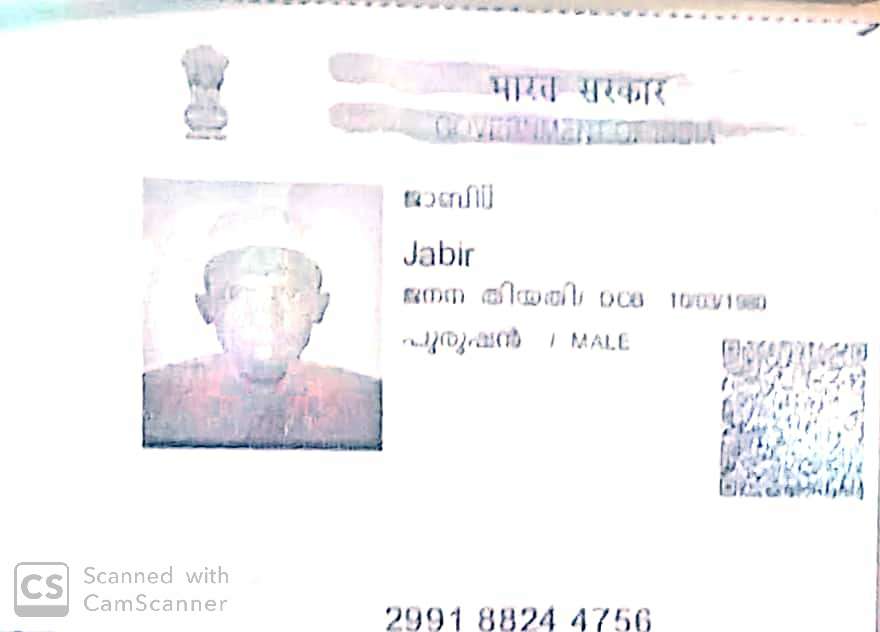 भारत सरकार
GOVERNMENT OF INDIA
ജാബിർ
Jabir
ജനന തിയതി/ DOB 10/03/1980
പുരുഷൻ / MALE
2991 8824 4756
CS Scanned with
CamScanner